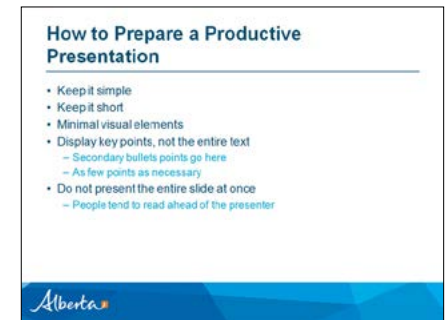 How to Prepare a Productive
Presentation
• Keep it simple
• Keep it short
• Minimal visual elements
• Display key points, not the entire text
– Secondary bullets points go here
– As few points as necessary
• Do not present the entire slide at once
– People tend to read ahead of the presenter
Alberta